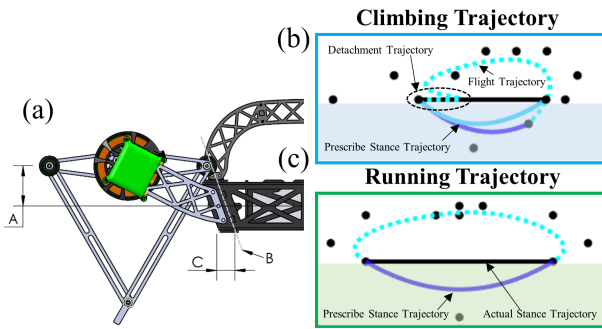 Climbing Trajectory
(b)
Detachment Trajectory
Flight Trajectory
(a)
Prescribe Stance Trajectory
(c)
Running Trajectory
A
B
C
Prescribe Stance Trajectory
Actual Stance Trajectory